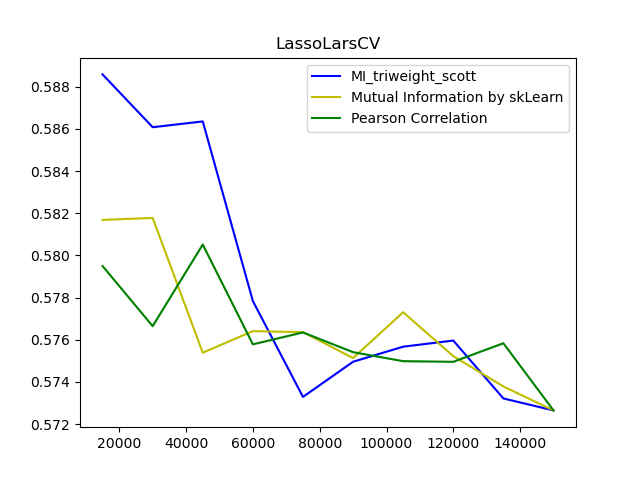 LassoLarsCV
MI_triweight_scott
Mutual Information by skLearn
Pearson Correlation
0.588
0.586
0.584
0.582
0.580
0.578
0.576
0.574
0.572
20000 40000 60000 80000 100000 120000 140000